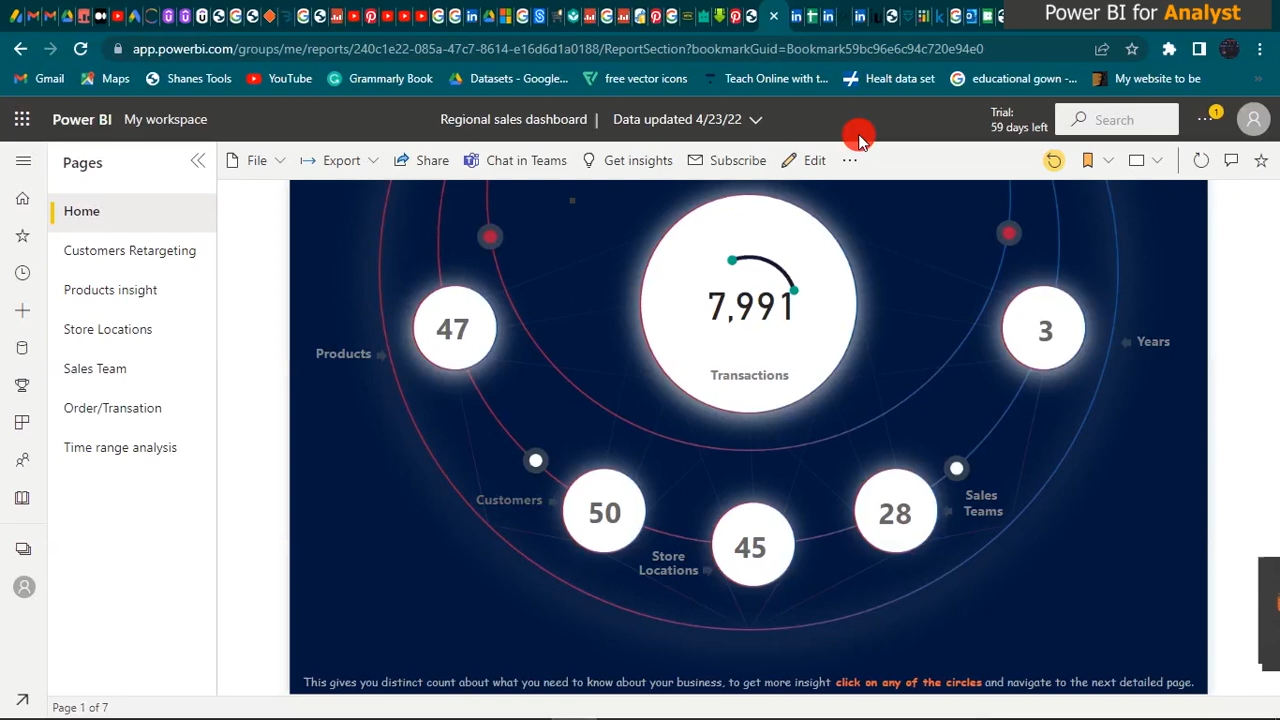 Power BI for Analyst
app.powerbi.com/groups/me/reports/240c1e22-085a-47c7-8614-e16d6d1a0188/ReportSection?bookmarkGuid=Bookmark59bc96e6c94c720e94e0
Gmail
Maps
Shanes Tools
YouTube
Grammarly Book
Datasets - Google...
free vector icons
Teach Online with t...
Healt data set
educational gown -...
My website to be
Power BI
My workspace
Regional sales dashboard | Data updated 4/23/22
Trial:
59 days left
Search
1
Pages
File
Export
Share
Chat in Teams
Get insights
Subscribe
Edit
Home
Customers Retargeting
Products insight
Store Locations
Sales Team
Order/Transation
Time range analysis
7,991
Transactions
47
Products
3
Years
50
Customers
45
Store
Locations
28
Sales
Teams
This gives you distinct count about what you need to know about your business, to get more insight click on any of the circles and navigate to the next detailed page.
Page 1 of 7